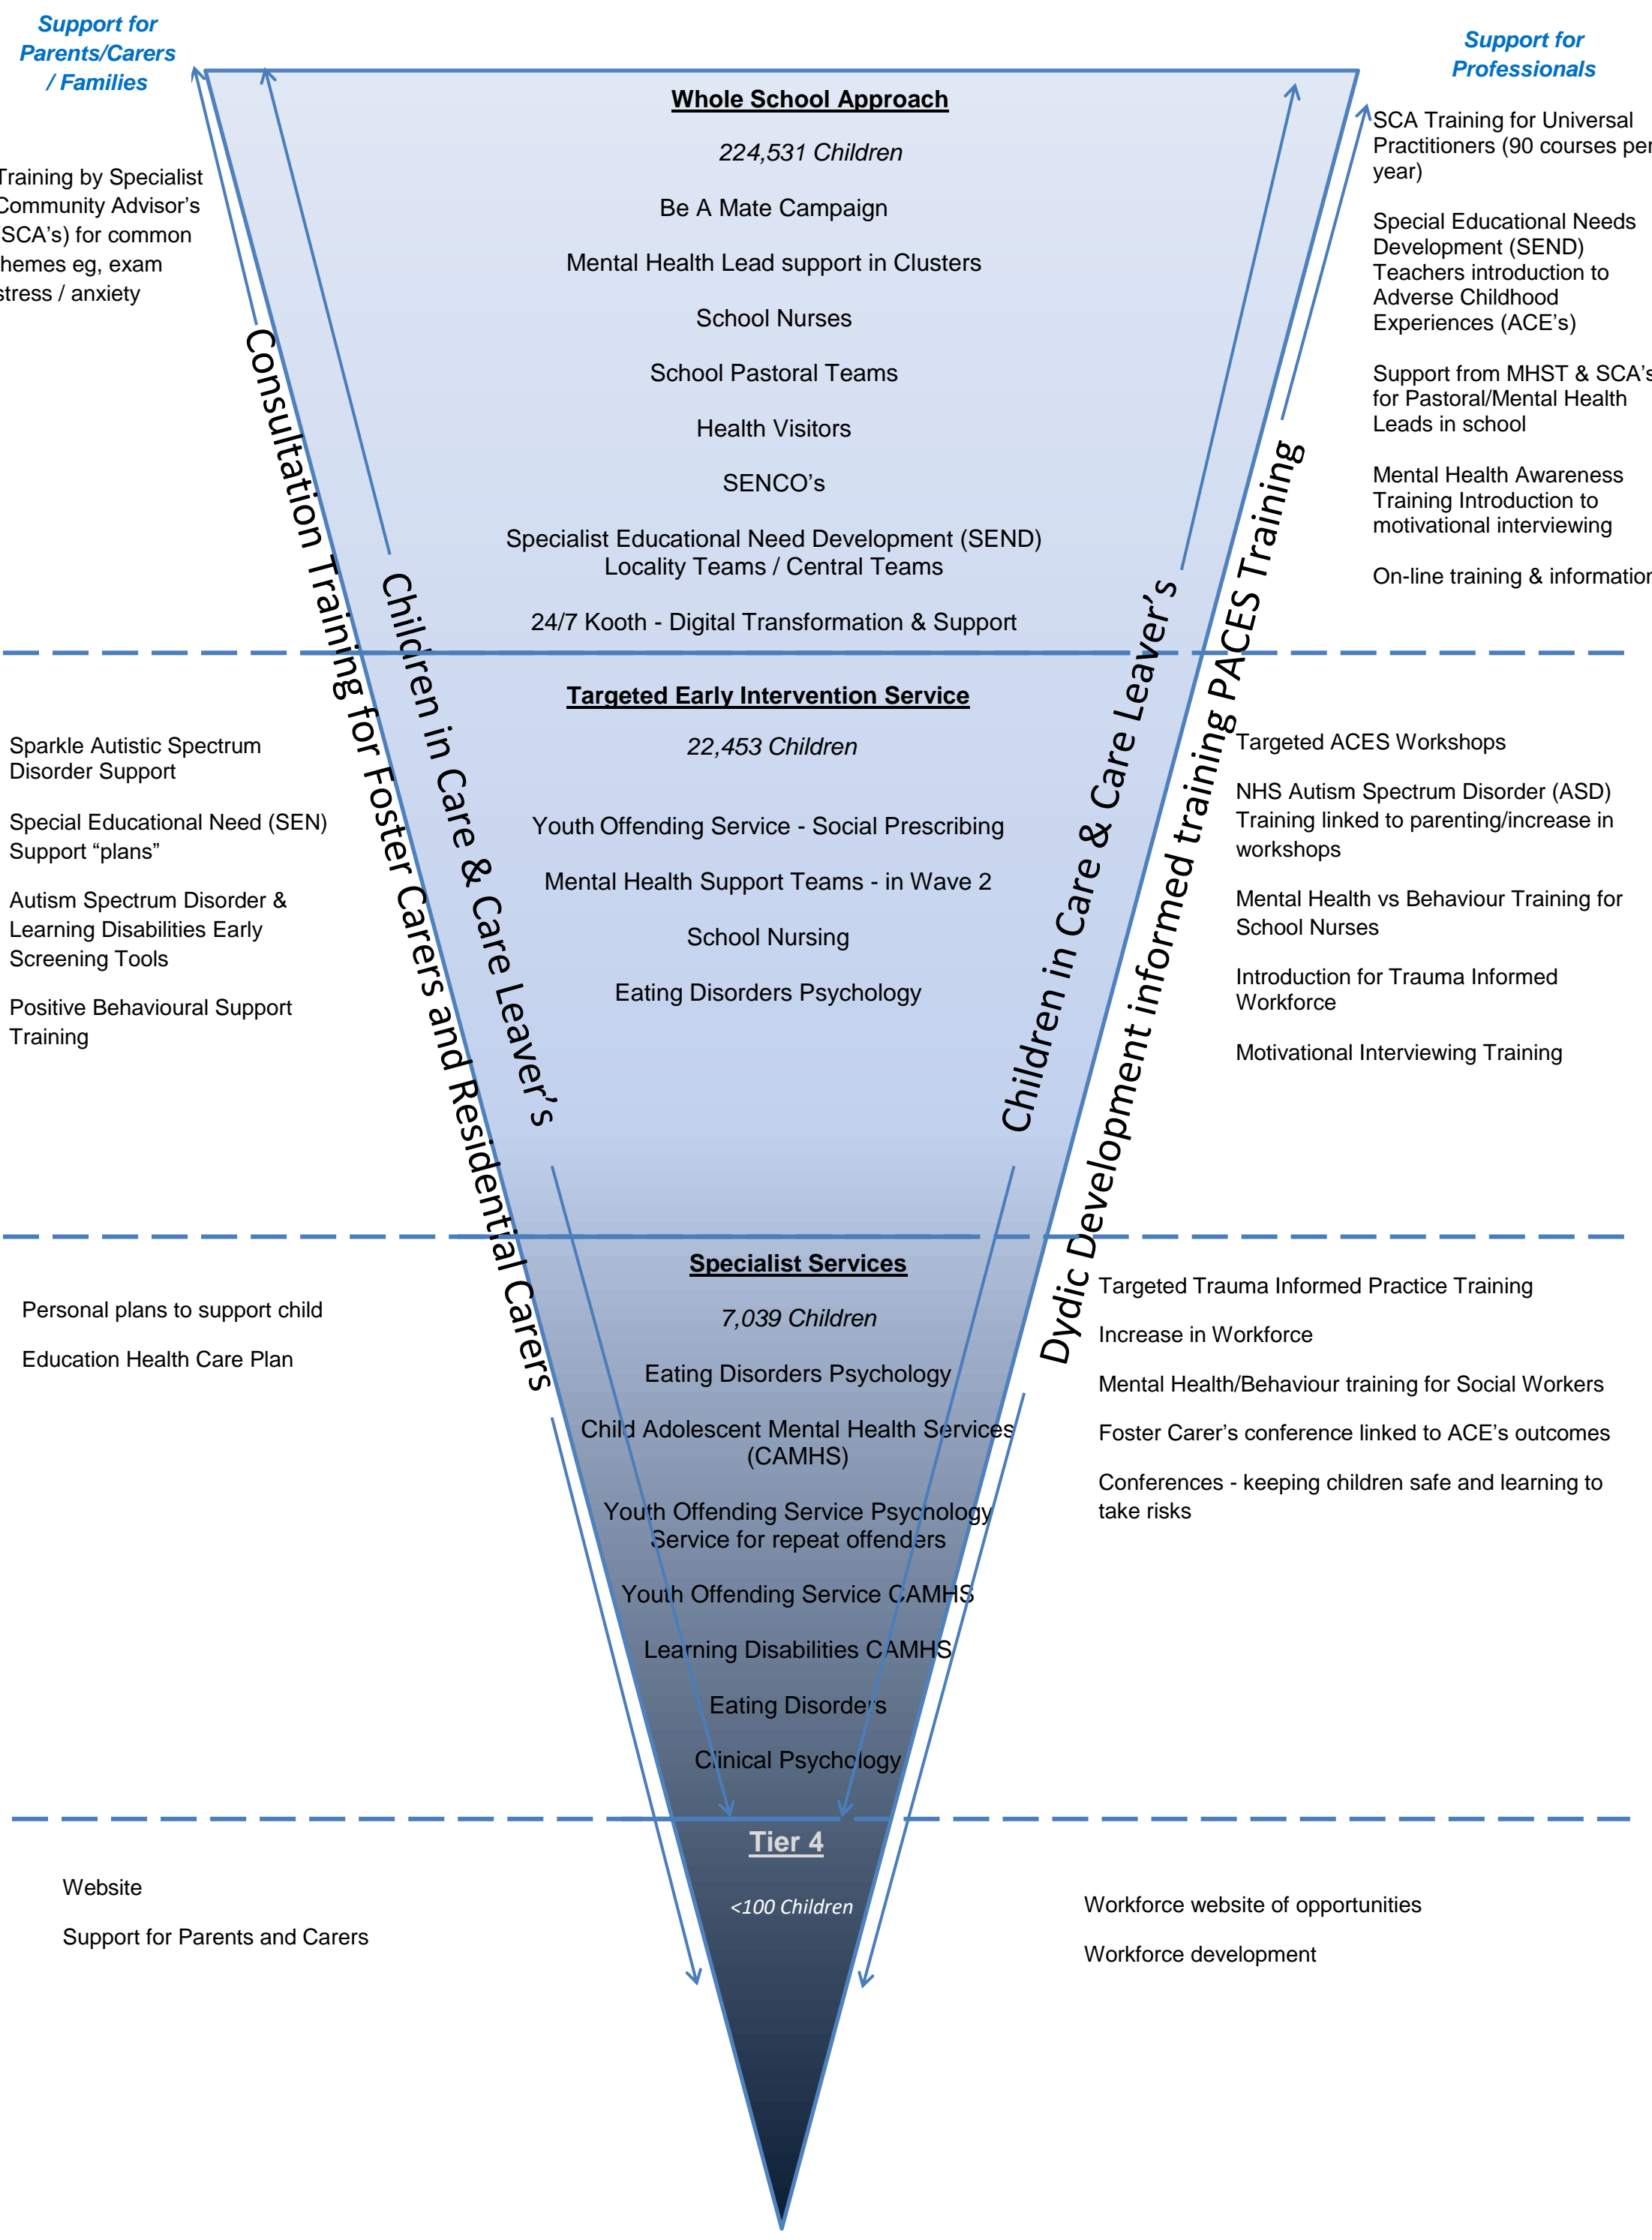 Support for
Parents/Carers
/ Families
Support for
Professionals
Whole School Approach
224,531 Children
Be A Mate Campaign
Mental Health Lead support in Clusters
School Nurses
School Pastoral Teams
Health Visitors
SENCO's
Specialist Educational Need Development (SEND)
Locality Teams / Central Teams
24/7 Kooth - Digital Transformation & Support
Training by Specialist
Community Advisor's
SCA's) for common
themes eg, exam
stress / anxiety
SCA Training for Universal
Practitioners (90 courses per
year)
Special Educational Needs
Development (SEND)
Teachers introduction to
Adverse Childhood
Experiences (ACE's)
Support from MHST & SCA's
for Pastoral/Mental Health
Leads in school
Mental Health Awareness
Training Introduction to
motivational interviewing
On-line training & information
Consultation Training for Foster Carers and Residential Carers
Children in Care & Care Leaver's
Children in Care & Care Leaver's
Dydic Development informed training PACES Training
Targeted Early Intervention Service
22,453 Children
Youth Offending Service - Social Prescribing
Mental Health Support Teams - in Wave 2
School Nursing
Eating Disorders Psychology
Sparkle Autistic Spectrum
Disorder Support
Special Educational Need (SEN)
Support “plans”
Autism Spectrum Disorder &
Learning Disabilities Early
Screening Tools
Positive Behavioural Support
Training
Targeted ACES Workshops
NHS Autism Spectrum Disorder (ASD)
Training linked to parenting/increase in
workshops
Mental Health vs Behaviour Training for
School Nurses
Introduction for Trauma Informed
Workforce
Motivational Interviewing Training
Specialist Services
7,039 Children
Eating Disorders Psychology
Child Adolescent Mental Health Services
(CAMHS)
Youth Offending Service Psychology
Service for repeat offenders
Youth Offending Service CAMHS
Learning Disabilities CAMHS
Eating Disorders
Clinical Psychology
Personal plans to support child
Education Health Care Plan
Targeted Trauma Informed Practice Training
Increase in Workforce
Mental Health/Behaviour training for Social Workers
Foster Carer's conference linked to ACE's outcomes
Conferences - keeping children safe and learning to
take risks
Tier 4
<100 Children
Website
Support for Parents and Carers
Workforce website of opportunities
Workforce development